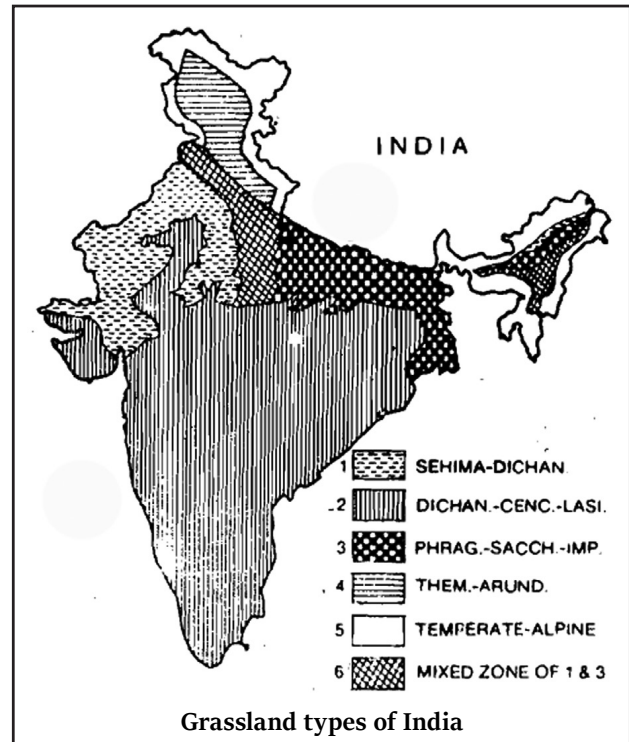 INDIA
1 SEHIMA-DICHAN.
2 DICHAN.-CENC.-LASI.
3 PHRAG.-SACCH.-IMP.
4 THEM.-ARUND.
5 TEMPERATE-ALPINE
6 MIXED ZONE OF 1 & 3
Grassland types of India